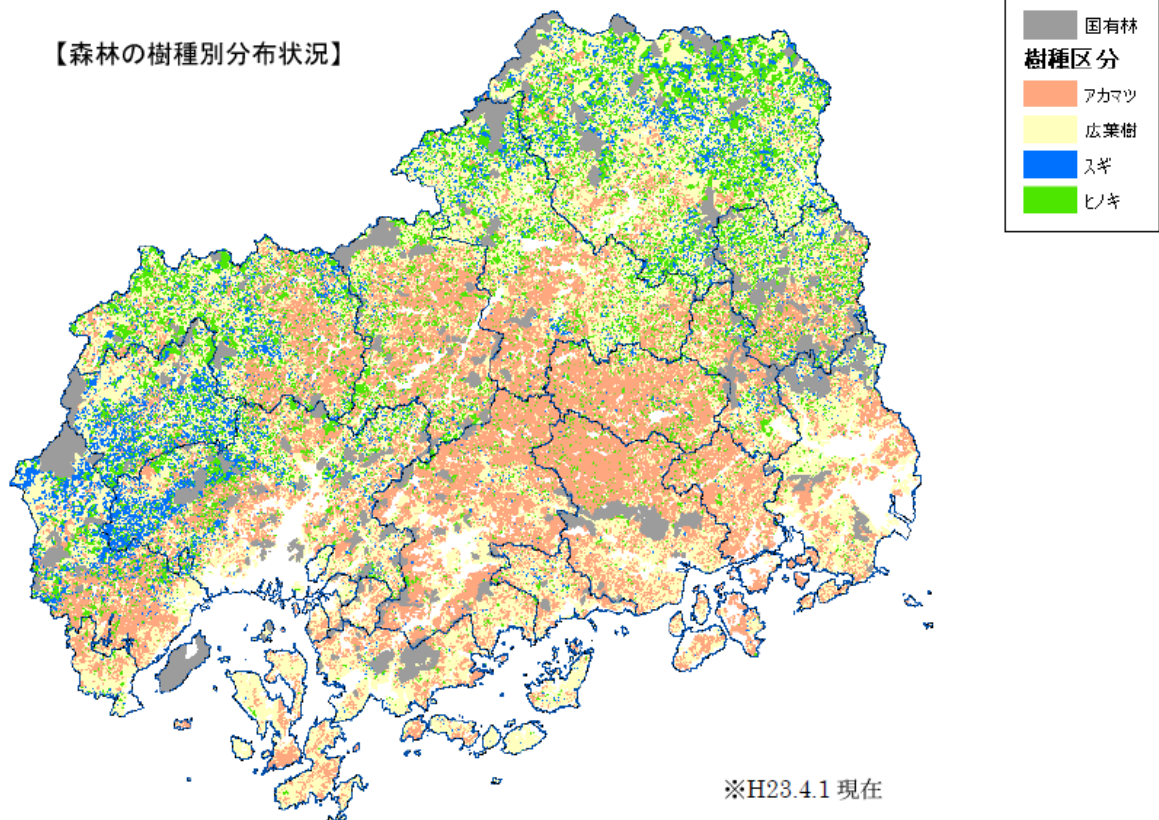 【森林の樹種別分布状況】
国有林
樹種区分
アカマツ
広葉樹
スギ
ヒノキ
※H23.4.1 現在